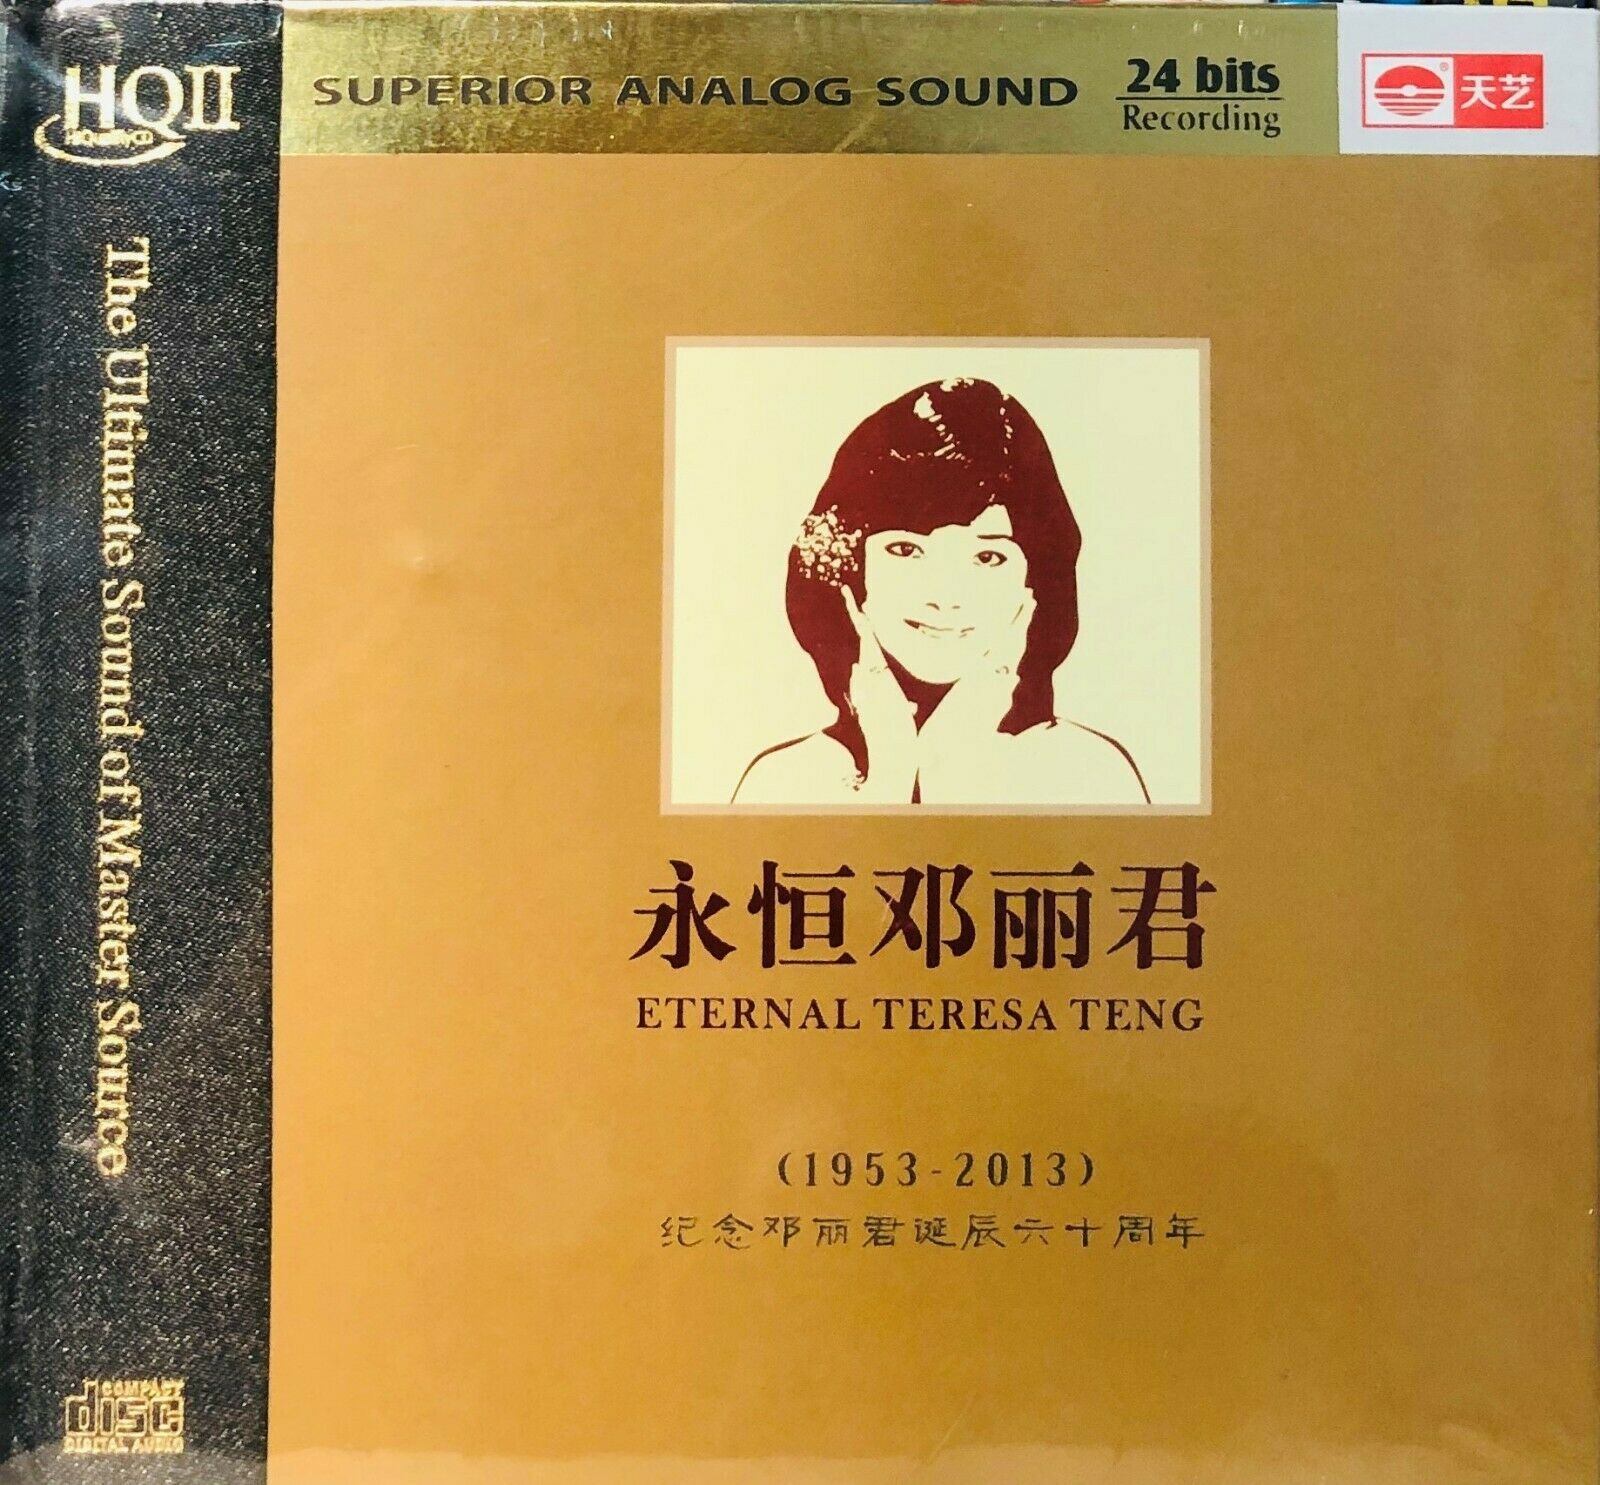 HQII
HiQualityCD
The Ultimate Sound of Master Source
COMPACT
disc
DIGITAL AUDIO
SUPERIOR ANALOG SOUND
24 bits
Recording
®
天艺
永恒邓丽君
ETERNAL TERESA TENG
(1953-2013)
纪念邓丽君诞辰六十周年